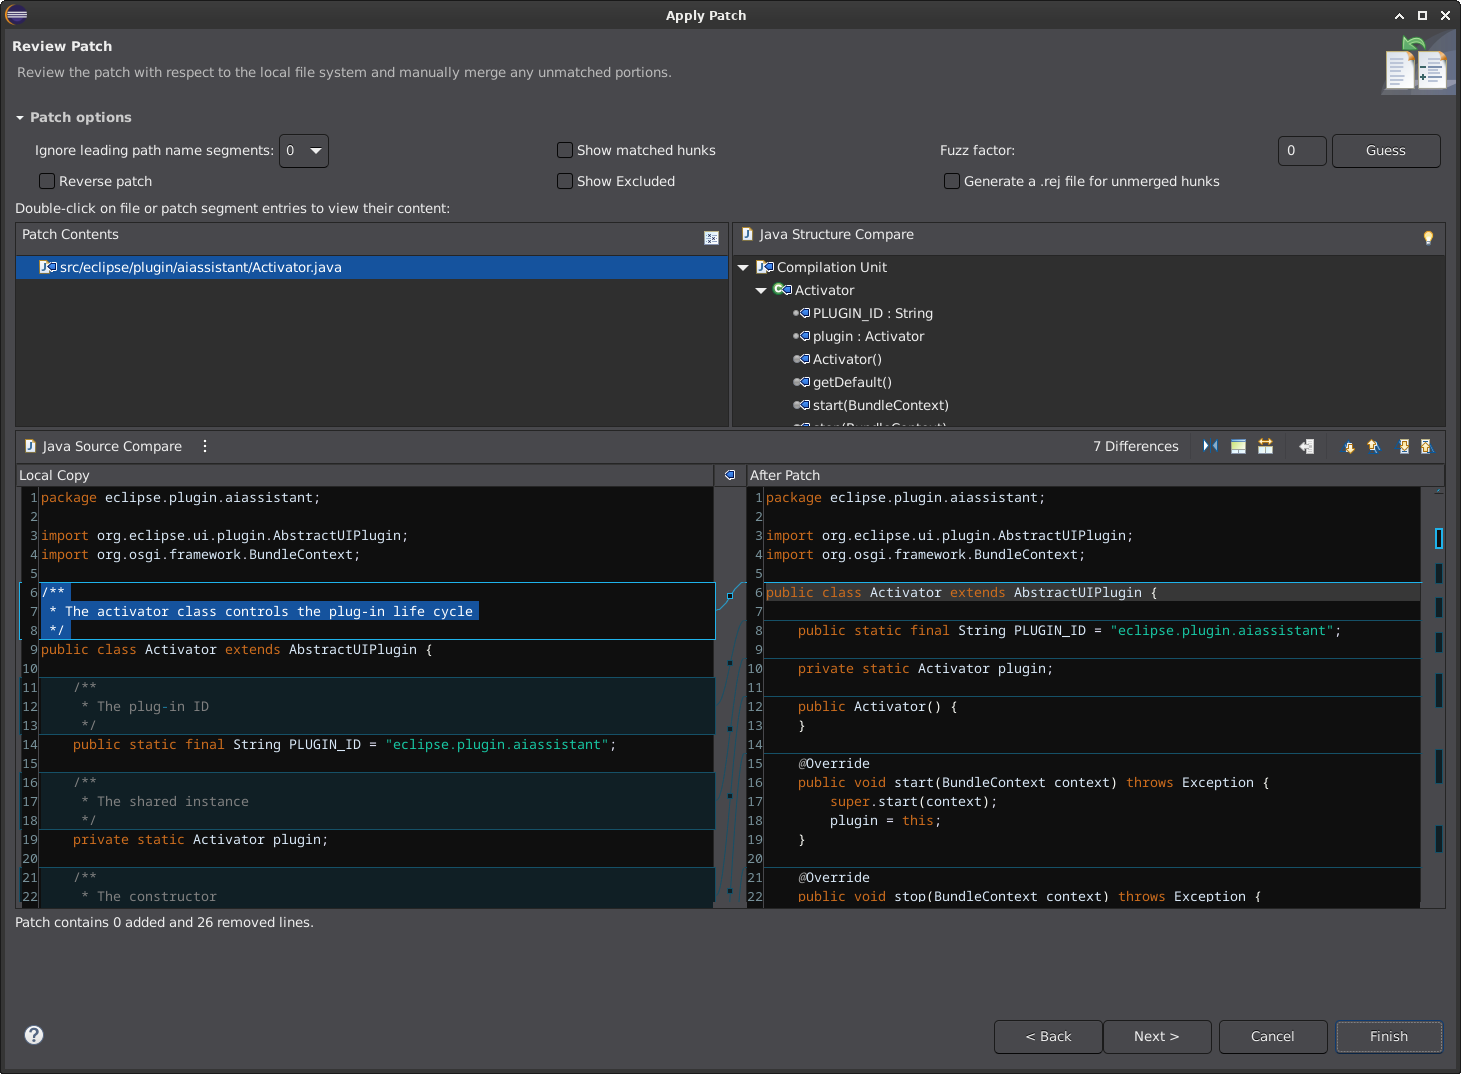 Apply Patch
Review Patch
Review the patch with respect to the local file system and manually merge any unmatched portions.
Patch options
Ignore leading path name segments: 0
Show matched hunks
Fuzz factor: 0 Guess
Reverse patch
Show Excluded
Generate a .rej file for unmerged hunks
Double-click on file or patch segment entries to view their content:
Patch Contents
src/eclipse/plugin/aiassistant/Activator.java
Java Structure Compare
Compilation Unit
Activator
PLUGIN_ID : String
plugin : Activator
Activator()
getDefault()
start(BundleContext)
stop(BundleContext)
Java Source Compare
7 Differences
Local Copy
1 package eclipse.plugin.aiassistant;
2
3 import org.eclipse.ui.plugin.AbstractUIPlugin;
4 import org.osgi.framework.BundleContext;
5
6 /**
7  * The activator class controls the plug-in life cycle
8  */
9 public class Activator extends AbstractUIPlugin {
10
11     /**
12      * The plug-in ID
13      */
14     public static final String PLUGIN_ID = "eclipse.plugin.aiassistant";
15
16     /**
17      * The shared instance
18      */
19     private static Activator plugin;
20
21     /**
22      * The constructor
After Patch
1 package eclipse.plugin.aiassistant;
2
3 import org.eclipse.ui.plugin.AbstractUIPlugin;
4 import org.osgi.framework.BundleContext;
5
6 public class Activator extends AbstractUIPlugin {
7
8     public static final String PLUGIN_ID = "eclipse.plugin.aiassistant";
9
10     private static Activator plugin;
11
12     public Activator() {
13     }
14
15     @Override
16     public void start(BundleContext context) throws Exception {
17         super.start(context);
18         plugin = this;
19     }
20
21     @Override
22     public void stop(BundleContext context) throws Exception {
Patch contains 0 added and 26 removed lines.
< Back
Next >
Cancel
Finish